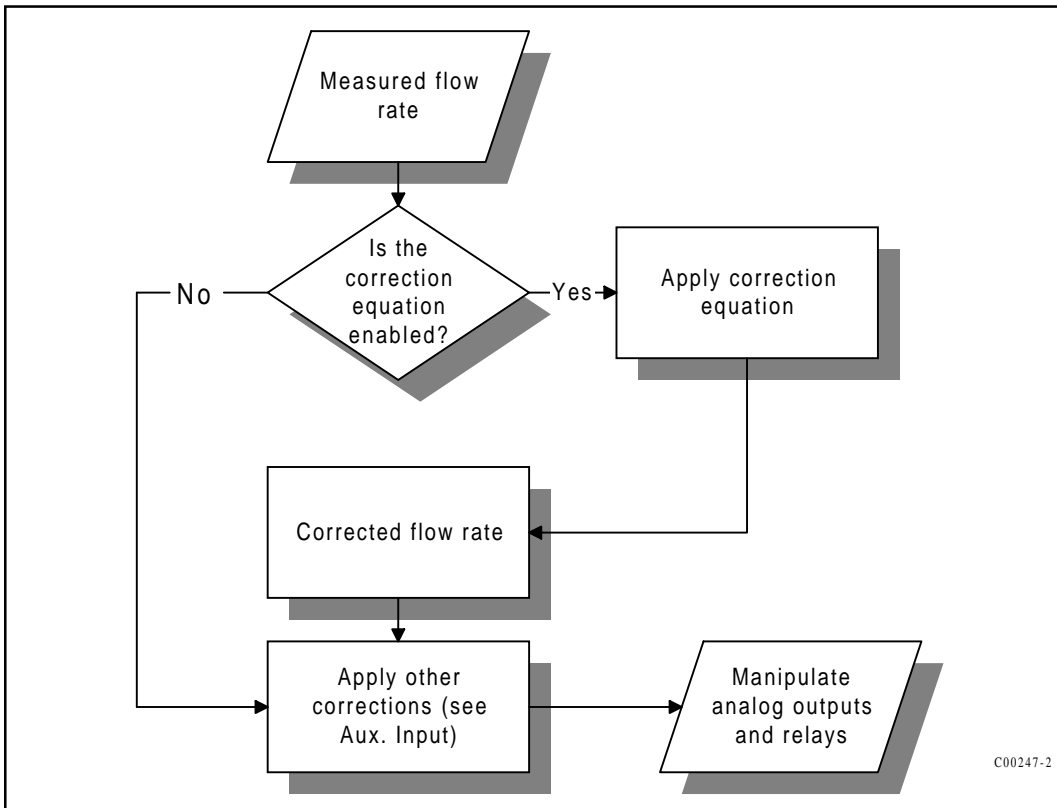 Measured flow
rate
Is the
correction
equation
enabled?
No
Yes
Apply correction
equation
Corrected flow rate
Apply other
corrections (see
Aux. Input)
Manipulate
analog outputs
and relays
C00247-2